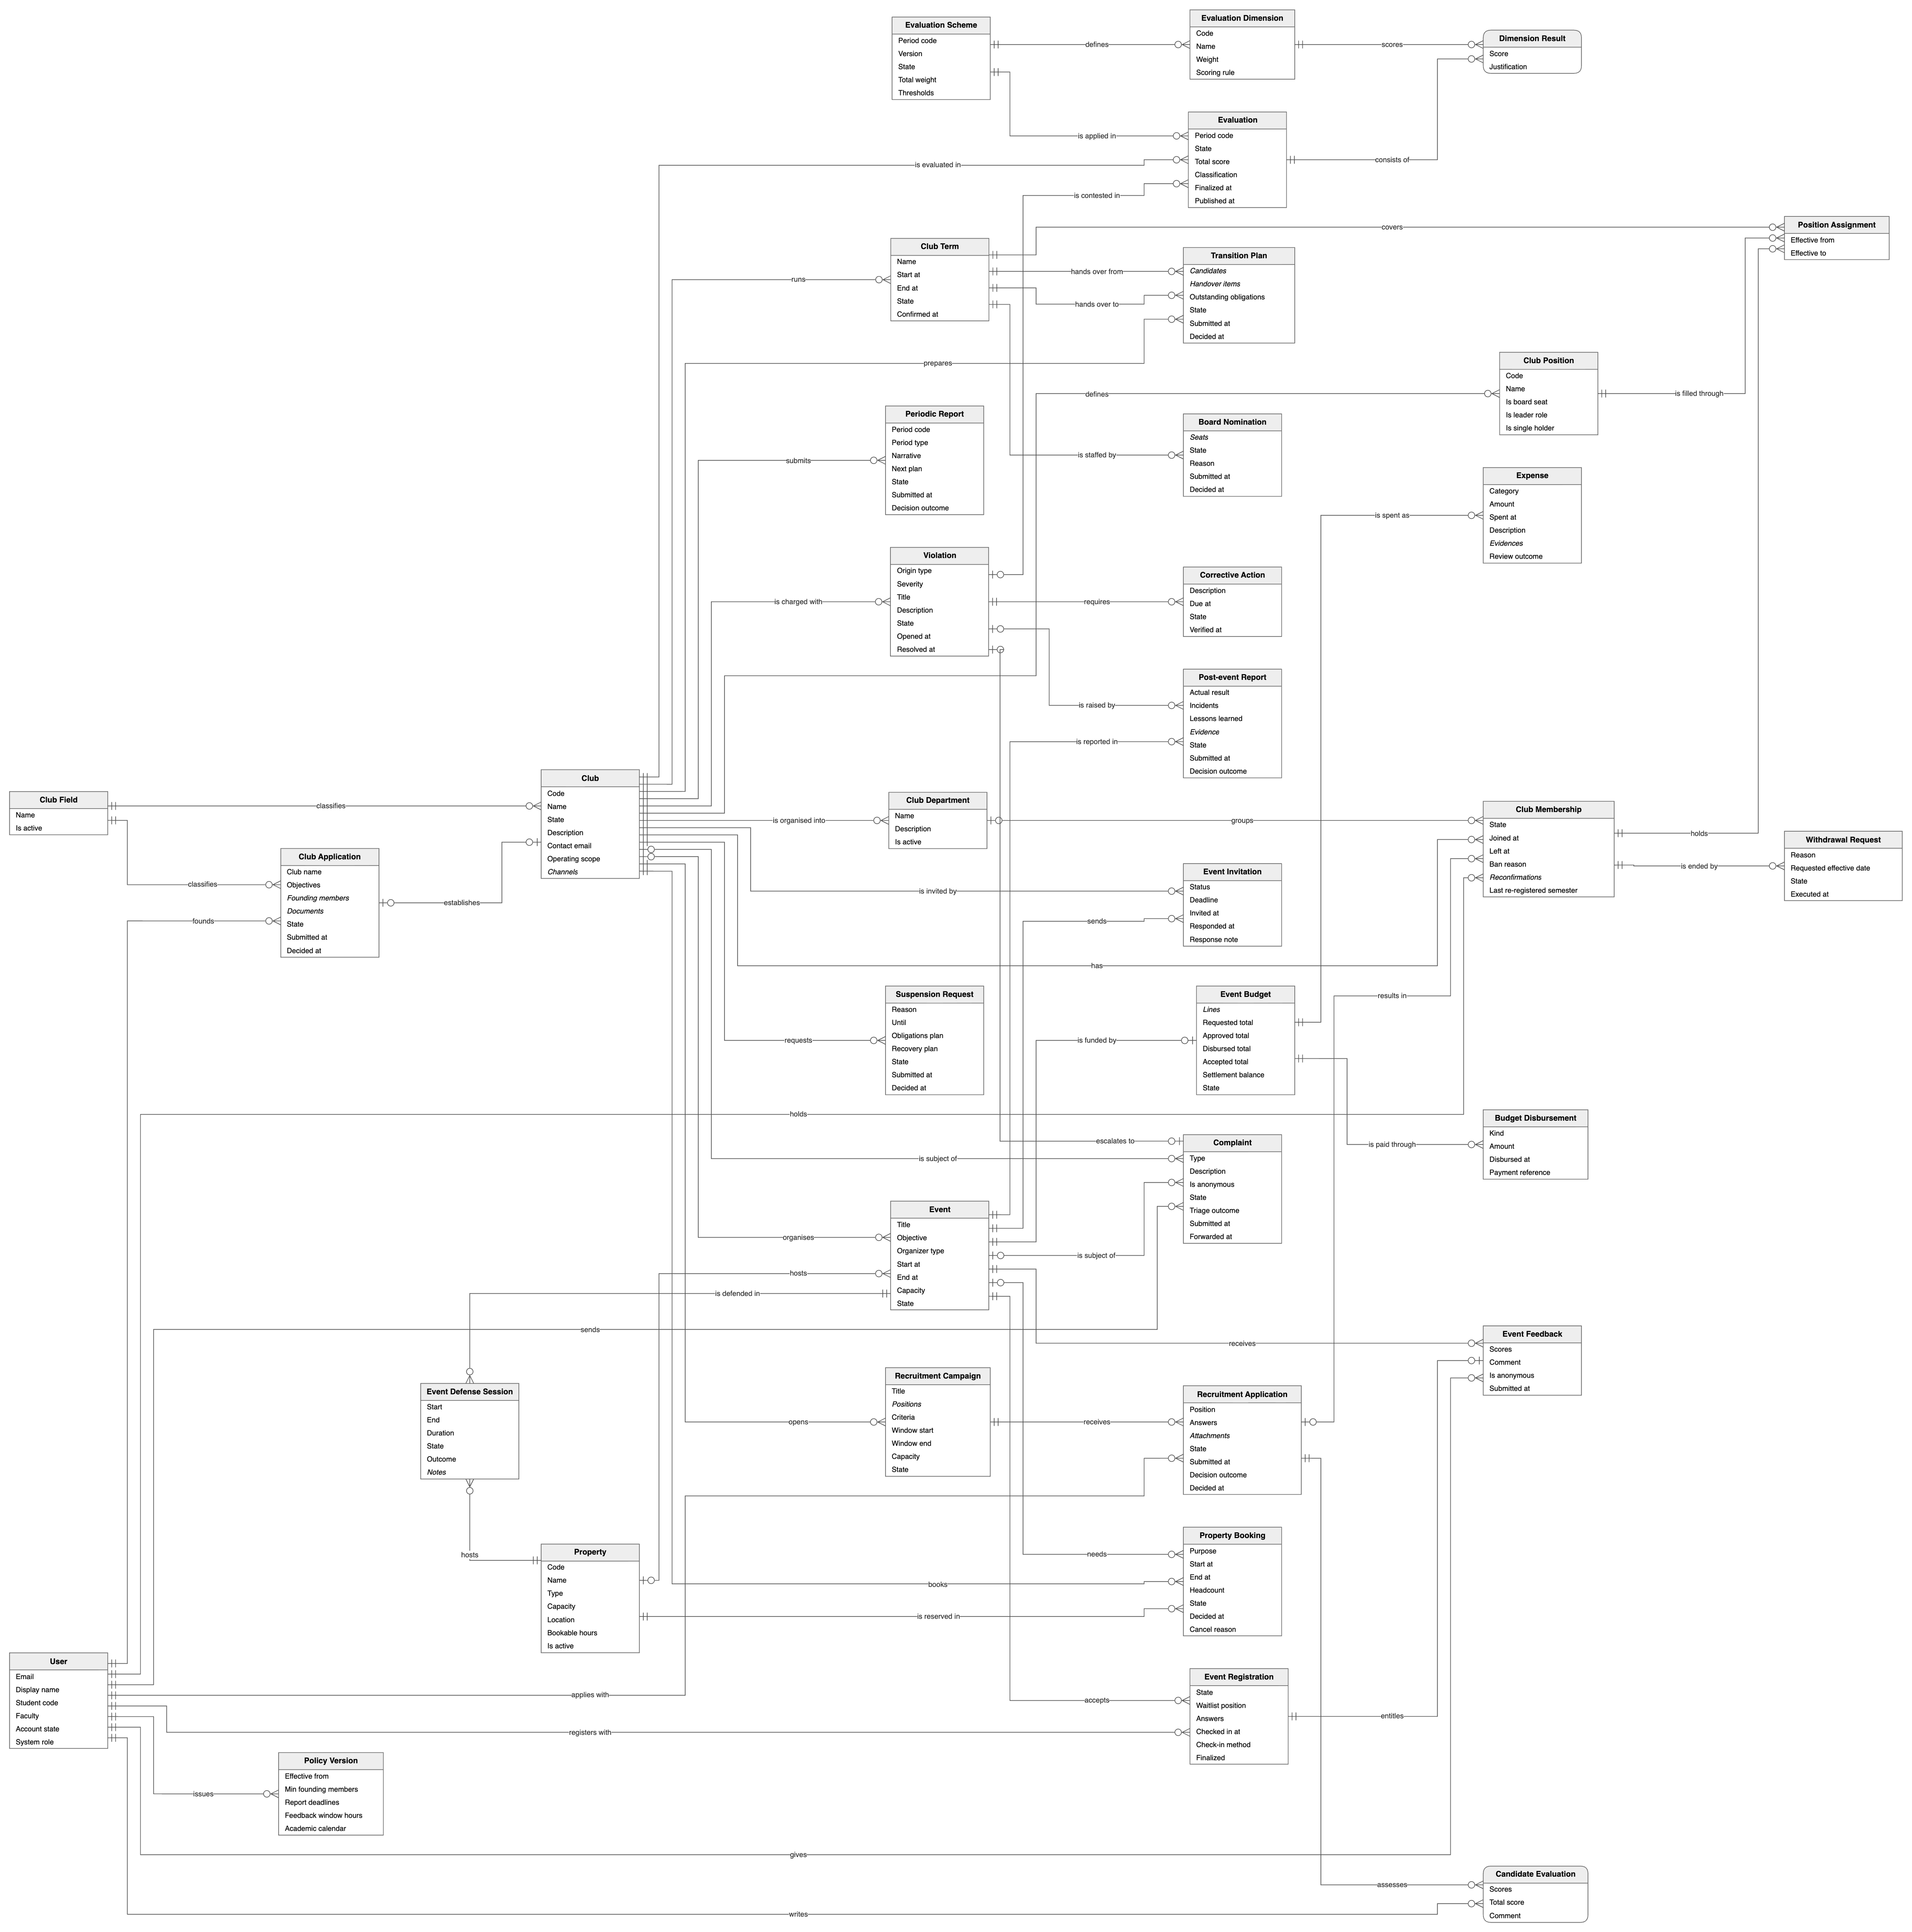 Evaluation Scheme
Period code
Version
State
Total weight
Thresholds
defines
Evaluation Dimension
Code
Name
Weight
Scoring rule
scores
Dimension Result
Score
Justification
is applied in
is evaluated in
is contested in
Evaluation
Period code
State
Total score
Classification
Finalized at
Published at
consists of
covers
Position Assignment
Effective from
Effective to
Club Term
Name
Start at
End at
State
Confirmed at
runs
hands over from
hands over to
prepares
Transition Plan
Candidates
Handover items
Outstanding obligations
State
Submitted at
Decided at
defines
Club Position
Code
Name
Is board seat
Is leader role
Is single holder
is filled through
Periodic Report
Period code
Period type
Narrative
Next plan
State
Submitted at
Decision outcome
submits
is staffed by
Board Nomination
Seats
State
Reason
Submitted at
Decided at
is spent as
Expense
Category
Amount
Spent at
Description
Evidences
Review outcome
Violation
Origin type
Severity
Title
Description
State
Opened at
Resolved at
is charged with
requires
Corrective Action
Description
Due at
State
Verified at
is raised by
is reported in
Post-event Report
Actual result
Incidents
Lessons learned
Evidence
State
Submitted at
Decision outcome
Club Field
Name
Is active
classifies
classifies
Club
Code
Name
State
Description
Contact email
Operating scope
Channels
Club Application
Club name
Objectives
Founding members
Documents
State
Submitted at
Decided at
founds
establishes
is organised into
Club Department
Name
Description
Is active
groups
Club Membership
State
Joined at
Left at
Ban reason
Reconfirmations
Last re-registered semester
holds
is ended by
Withdrawal Request
Reason
Requested effective date
State
Executed at
is invited by
sends
Event Invitation
Status
Deadline
Invited at
Responded at
Response note
has
results in
Suspension Request
Reason
Until
Obligations plan
Recovery plan
State
Submitted at
Decided at
requests
is funded by
Event Budget
Lines
Requested total
Approved total
Disbursed total
Accepted total
Settlement balance
State
holds
is paid through
Budget Disbursement
Kind
Amount
Disbursed at
Payment reference
escalates to
is subject of
Complaint
Type
Description
Is anonymous
State
Triage outcome
Submitted at
Forwarded at
Event
Title
Objective
Organizer type
Start at
End at
Capacity
State
organises
hosts
is defended in
is subject of
sends
receives
Event Feedback
Scores
Comment
Is anonymous
Submitted at
Event Defense Session
Start
End
Duration
State
Outcome
Notes
opens
Recruitment Campaign
Title
Positions
Criteria
Window start
Window end
Capacity
State
receives
Recruitment Application
Position
Answers
Attachments
State
Submitted at
Decision outcome
Decided at
hosts
Property
Code
Name
Type
Capacity
Location
Bookable hours
Is active
needs
books
is reserved in
Property Booking
Purpose
Start at
End at
Headcount
State
Decided at
Cancel reason
User
Email
Display name
Student code
Faculty
Account state
System role
applies with
registers with
accepts
Event Registration
State
Waitlist position
Answers
Checked in at
Check-in method
Finalized
entitles
issues
Policy Version
Effective from
Min founding members
Report deadlines
Feedback window hours
Academic calendar
gives
assesses
writes
Candidate Evaluation
Scores
Total score
Comment